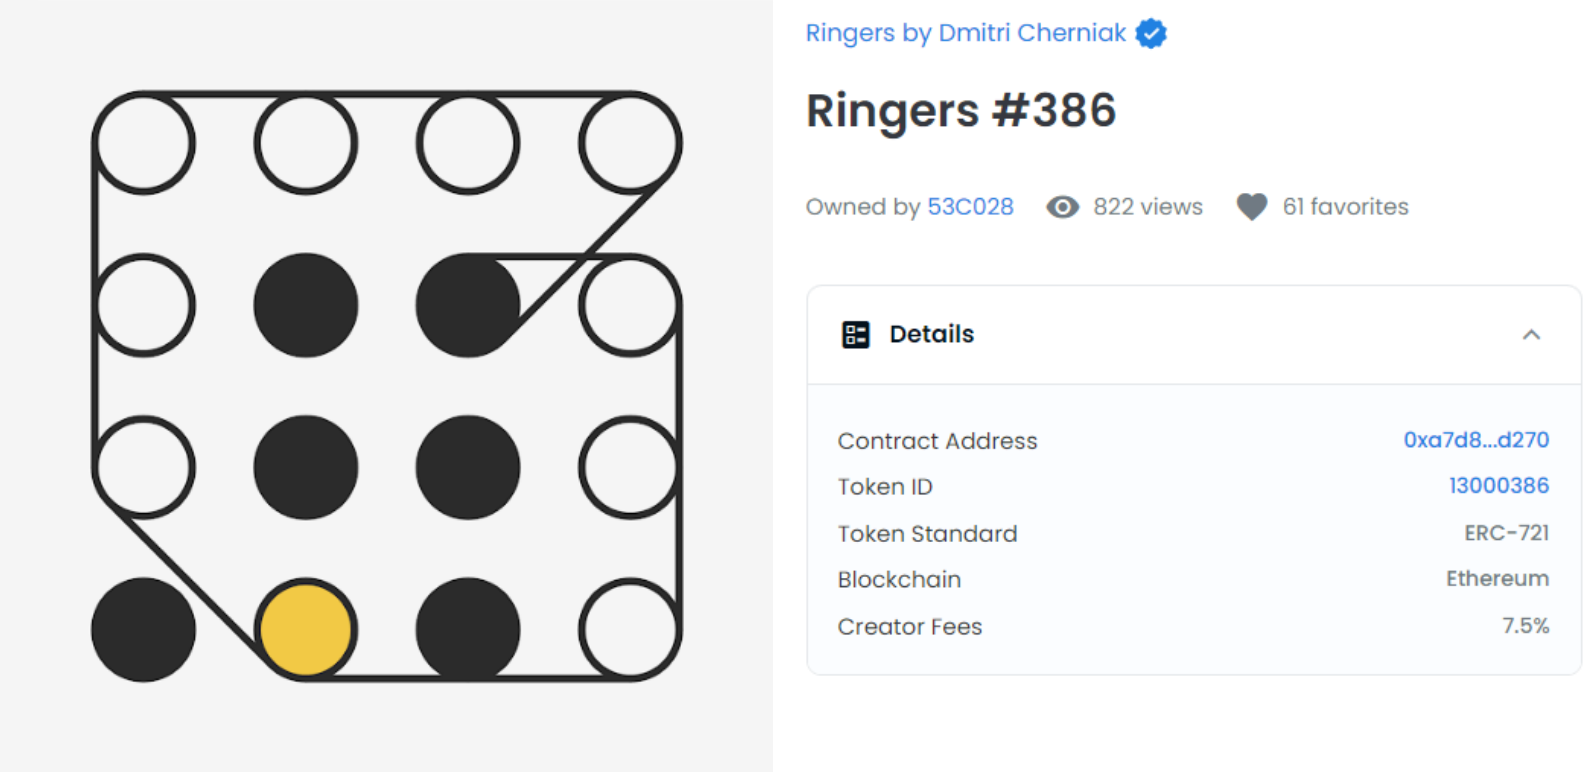 Ringers by Dmitri Cherniak
Ringers #386
Owned by 53C028 822 views 61 favorites
Details
Contract Address 0xa7d8...d270
Token ID 13000386
Token Standard ERC-721
Blockchain Ethereum
Creator Fees 7.5%